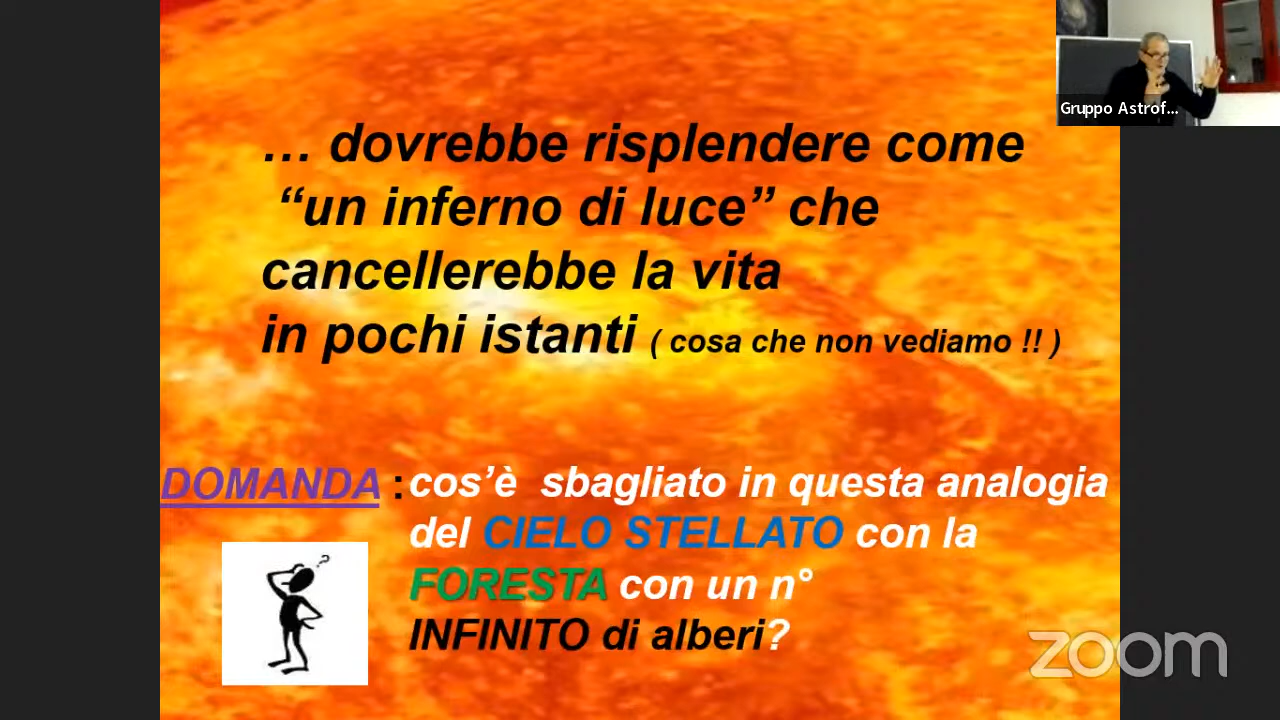 Gruppo Astrof...
... dovrebbe risplendere come
“un inferno di luce” che
cancellerebbe la vita
in pochi istanti ( cosa che non vediamo !! )
DOMANDA : cos’è sbagliato in questa analogia
del CIELO STELLATO con la
FORESTA con un n°
INFINITO di alberi?
?
zoom